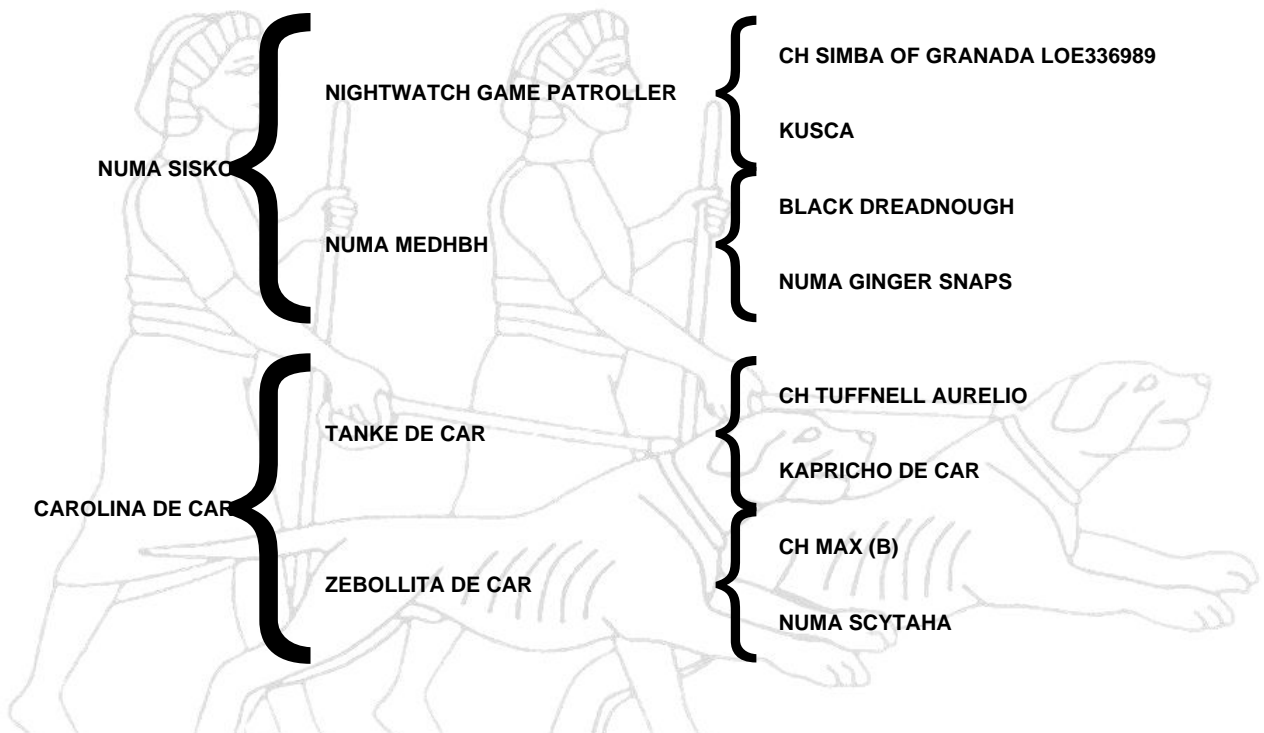 CH SIMBA OF GRANADA LOE336989
NIGHTWATCH GAME PATROLLER
KUSCA
NUMA SISKO
BLACK DREADNOUGH
NUMA MEDHBH
NUMA GINGER SNAPS
CH TUFFNELL AURELIO
TANKE DE CAR
KAPRICHO DE CAR
CAROLINA DE CAR
CH MAX (B)
ZEBOLLITA DE CAR
NUMA SCYTAHA